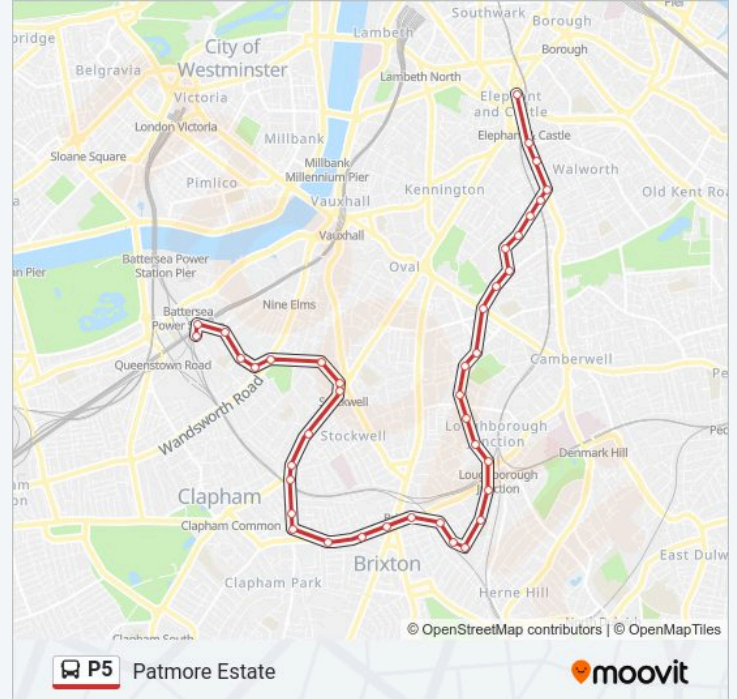 Southwark
Borough
Lambeth
City of
Westminster
Borough
Belgravia
Lambeth North
Victoria
Elephant
and Castle
London Victoria
Elephant & Castle
Millbank
Sloane Square
Millbank
Millennium Pier
Walworth
Pimlico
Kennington
Old Kent
Vauxhall
Vauxhall
Battersea Power
Station Pier
Oval
n Pier
Nine Elms
Battersea
Power
Queenstown Road
Camberwell
Pe
Wandsworth Road
Stockwell
Loughborough
Junction
Stockwell
Denmark Hill
Loughborough
Junction
Clapham
Clapham Common
East Dulw
Brixton
Clapham Park
Herne Hill
Clapham South
© OpenStreetMap contributors | © OpenMapTiles
P5 Patmore Estate
moovit